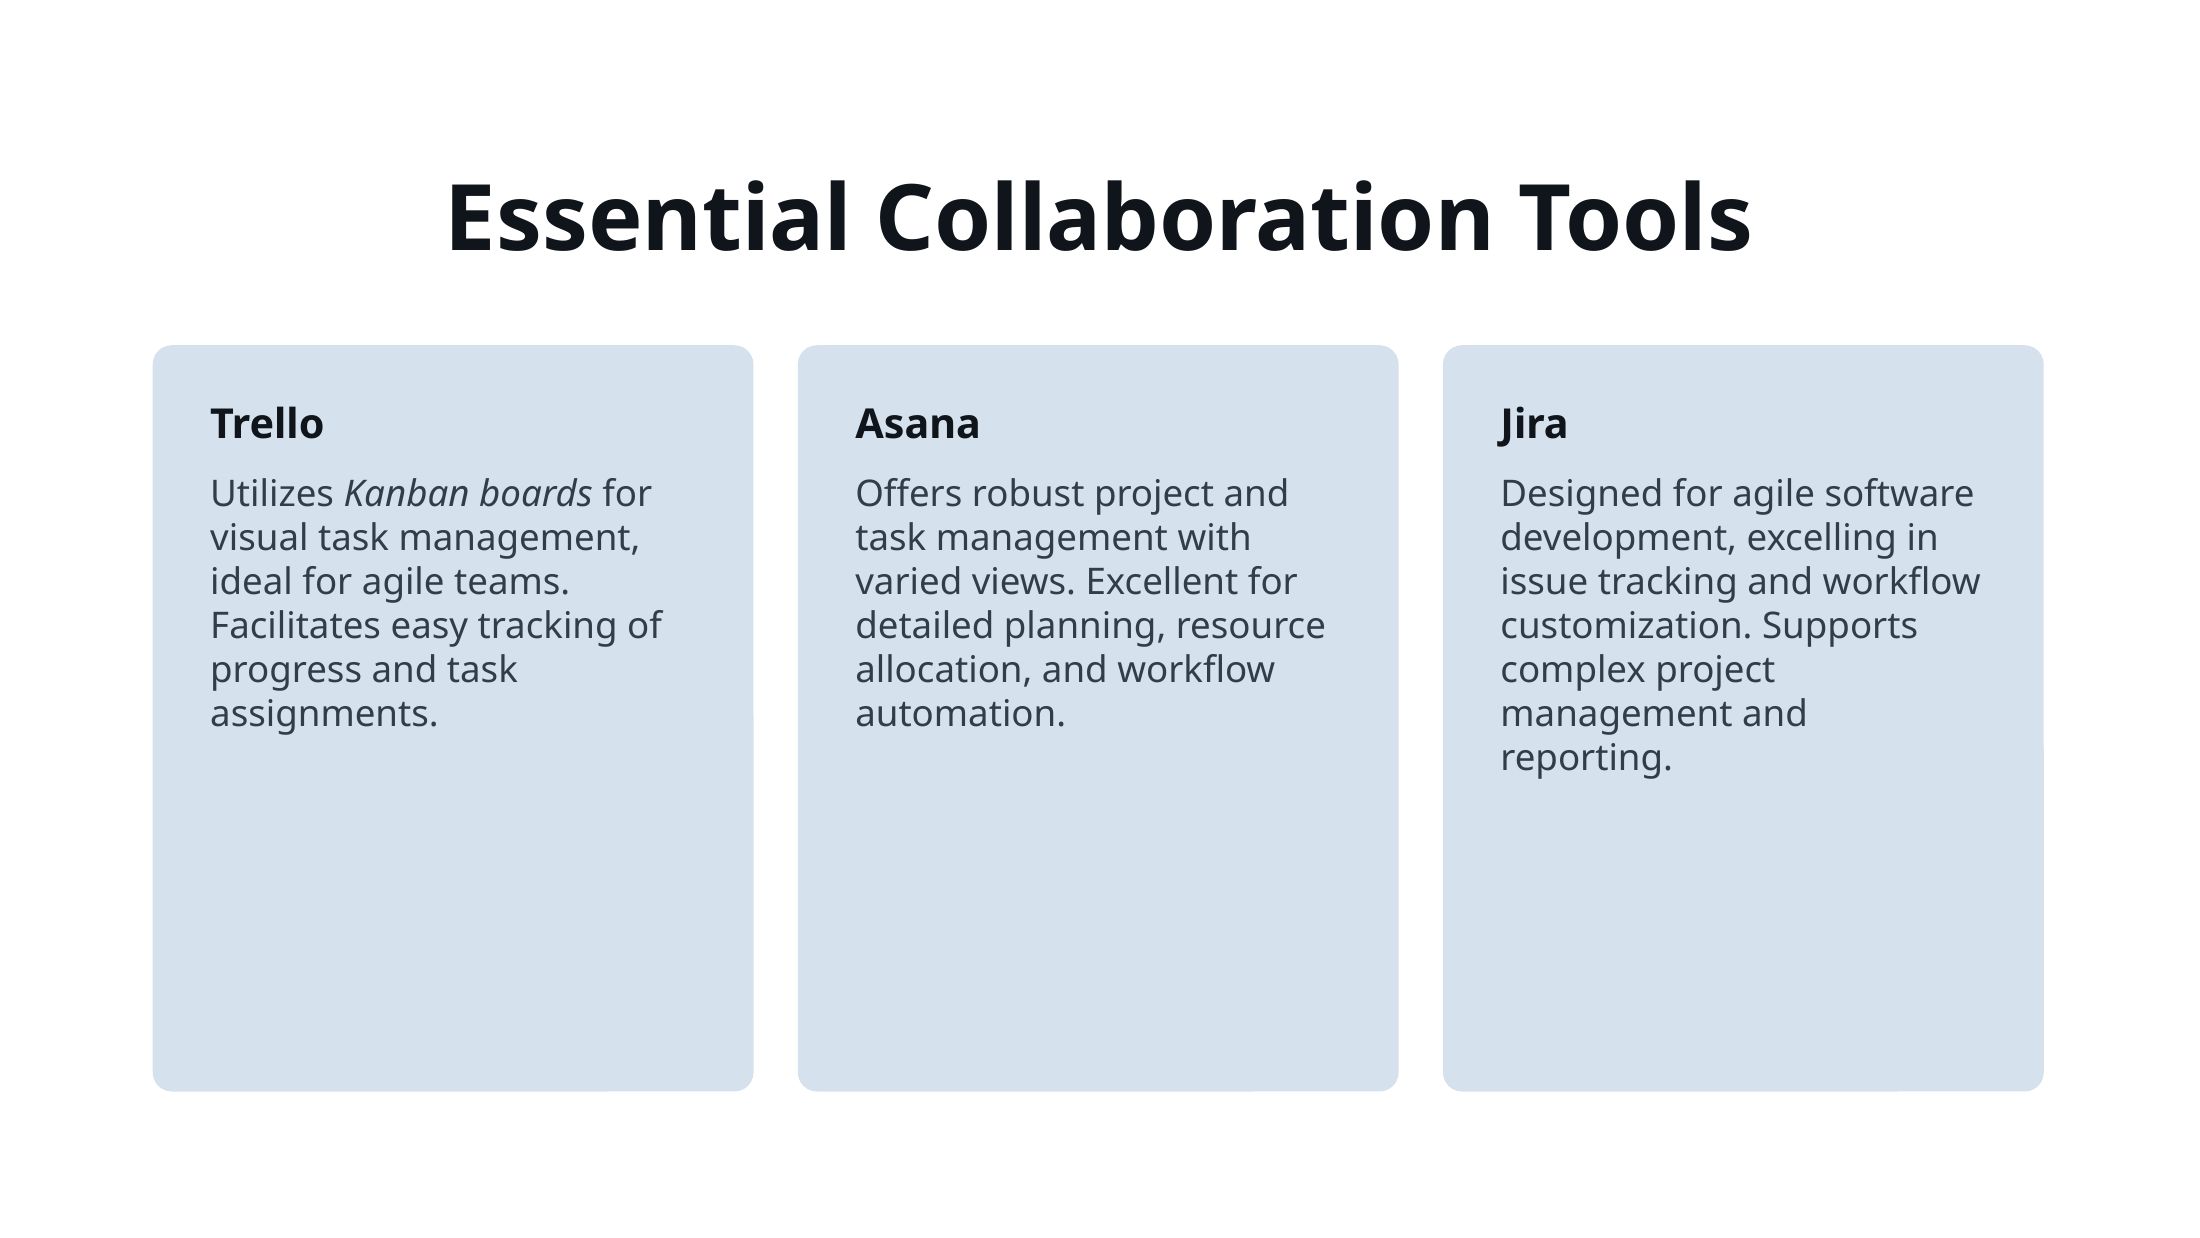 Essential Collaboration Tools
Trello
Utilizes Kanban boards for
visual task management,
ideal for agile teams.
Facilitates easy tracking of
progress and task
assignments.
Asana
Offers robust project and
task management with
varied views. Excellent for
detailed planning, resource
allocation, and workflow
automation.
Jira
Designed for agile software
development, excelling in
issue tracking and workflow
customization. Supports
complex project
management and
reporting.